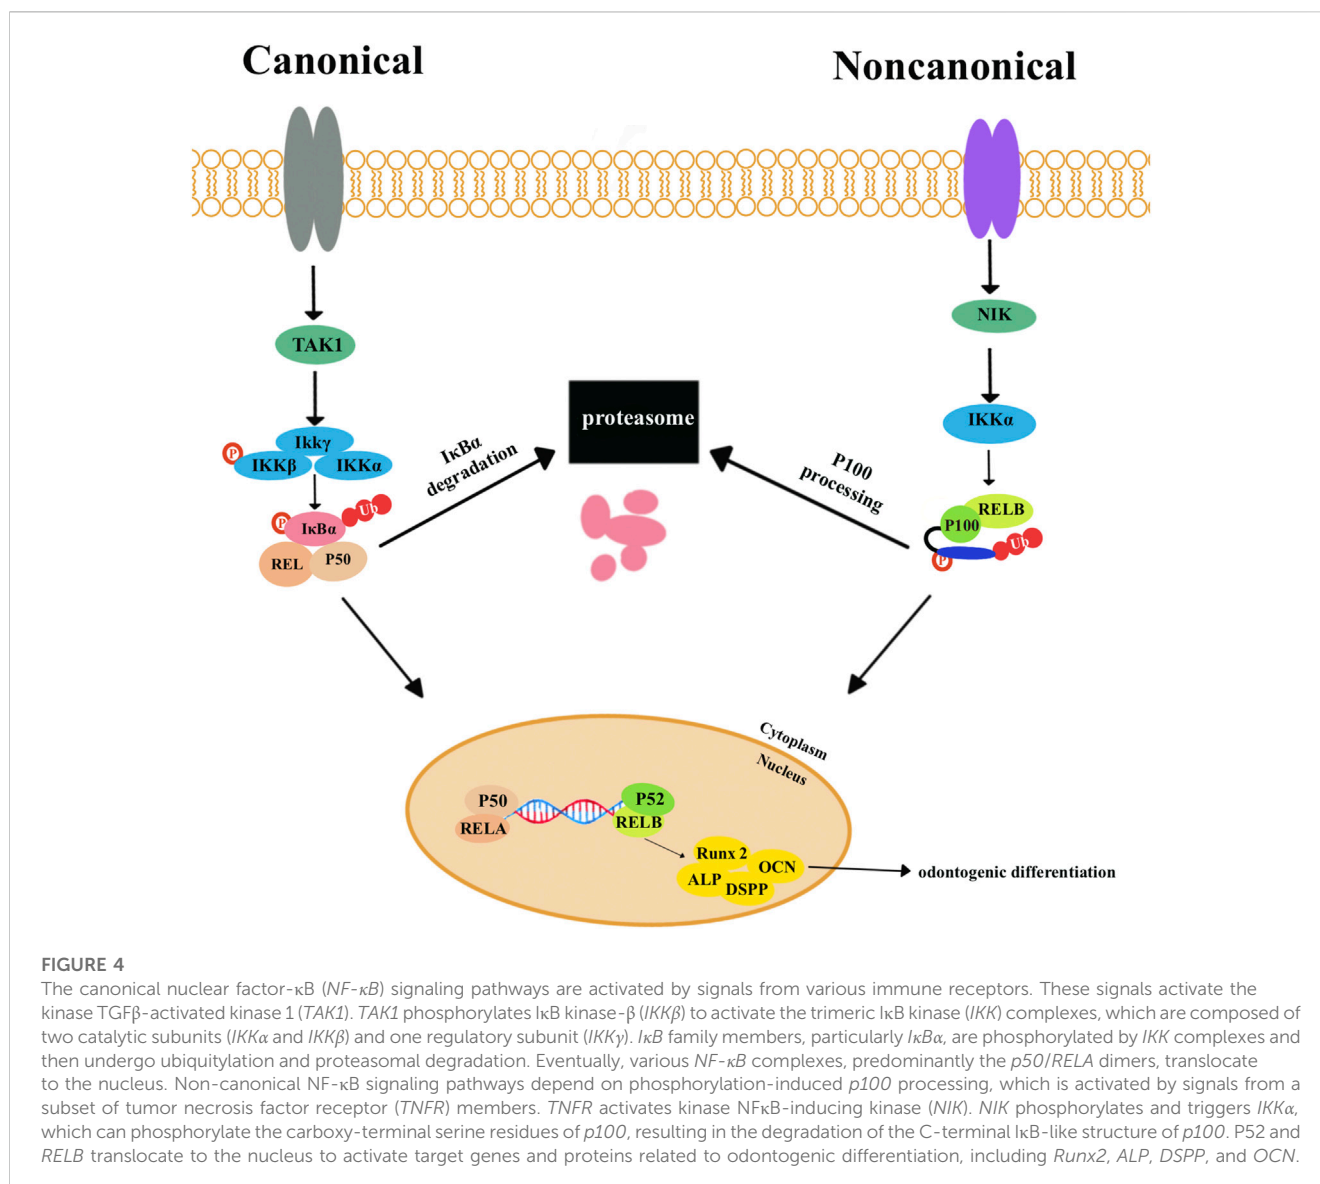 Canonical
Noncanonical
TAK1
NIK
Ikkγ
P
IKKβ
IKKα
IκBα
degradation
proteasome
P100
processing
IKKα
P
IκBα
Ub
REL
P50
RELB
P100
Ub
P
Cytoplasm
Nucleus
P50
RELA
P52
RELB
Runx 2
OCN
ALP
DSPP
odontogenic differentiation
FIGURE 4
The canonical nuclear factor-κB (NF-κB) signaling pathways are activated by signals from various immune receptors. These signals activate the
kinase TGFβ-activated kinase 1 (TAK1). TAK1 phosphorylates IκB kinase-β (IKKβ) to activate the trimeric IκB kinase (IKK) complexes, which are composed of
two catalytic subunits (IKKα and IKKβ) and one regulatory subunit (IKKγ). IκB family members, particularly IκBα, are phosphorylated by IKK complexes and
then undergo ubiquitylation and proteasomal degradation. Eventually, various NF-κB complexes, predominantly the p50/RELA dimers, translocate
to the nucleus. Non-canonical NF-κB signaling pathways depend on phosphorylation-induced p100 processing, which is activated by signals from a
subset of tumor necrosis factor receptor (TNFR) members. TNFR activates kinase NFκB-inducing kinase (NIK). NIK phosphorylates and triggers IKKα,
which can phosphorylate the carboxy-terminal serine residues of p100, resulting in the degradation of the C-terminal IκB-like structure of p100. P52 and
RELB translocate to the nucleus to activate target genes and proteins related to odontogenic differentiation, including Runx2, ALP, DSPP, and OCN.